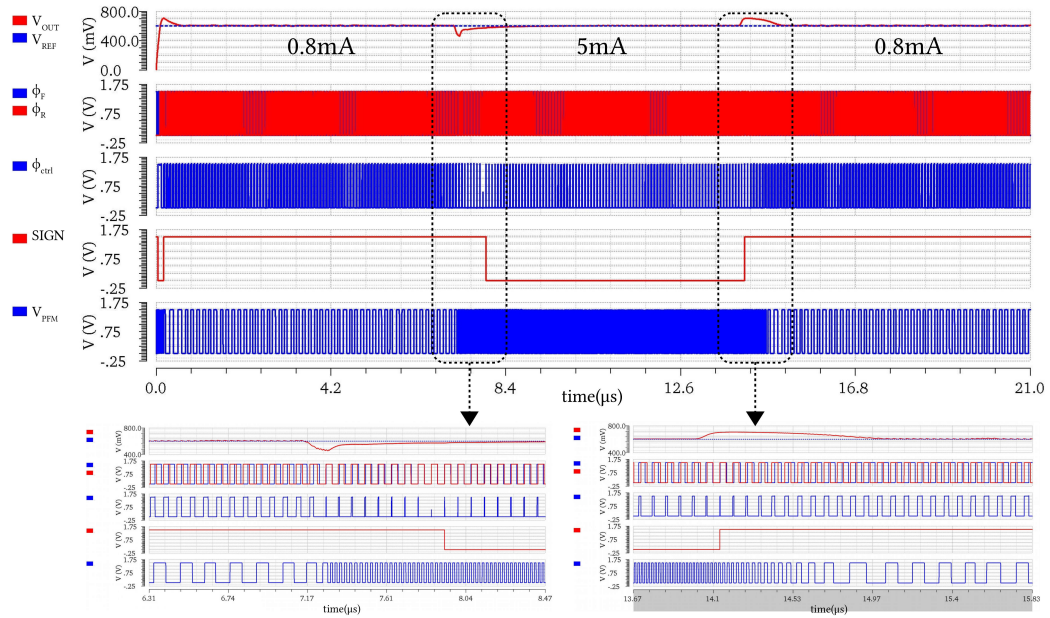 V_OUT
V_REF
V (mV)
800.0
400.0
0.0
0.8mA
5mA
0.8mA
ϕ_F
ϕ_R
V (V)
1.75
.75
-.25
ϕ_ctrl
V (V)
1.75
.75
-.25
SIGN
V (V)
1.75
.75
-.25
V_PFM
V (V)
1.75
.75
-.25
0.0 4.2 8.4 12.6 16.8 21.0
time(µs)
V (mV)
800.0
400.0
V (V)
1.75
.75
-.25
V (V)
1.75
.75
-.25
V (V)
1.75
.75
-.25
V (V)
1.75
.75
-.25
6.31 6.74 7.17 7.61 8.04 8.47
time(µs)
V (mV)
800.0
400.0
V (V)
1.75
.75
-.25
V (V)
1.75
.75
-.25
V (V)
1.75
.75
-.25
V (V)
1.75
.75
-.25
13.67 14.1 14.53 14.97 15.4 15.83
time(µs)